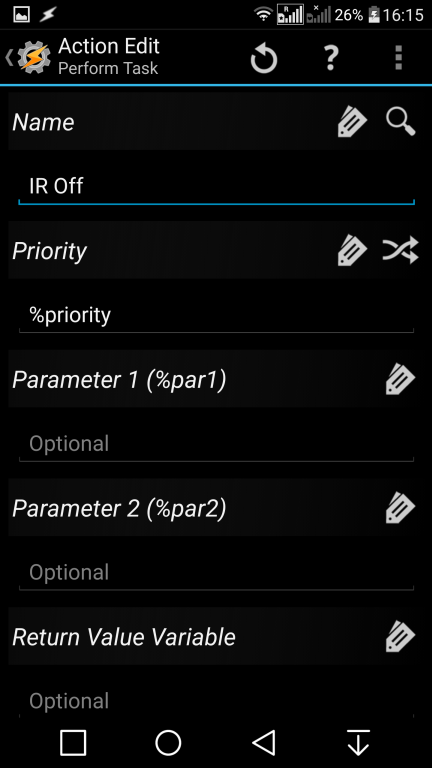 26% 16:15
Action Edit
Perform Task
?
Name
IR Off
Priority
%priority
Parameter 1 (%par1)
Optional
Parameter 2 (%par2)
Optional
Return Value Variable
Optional